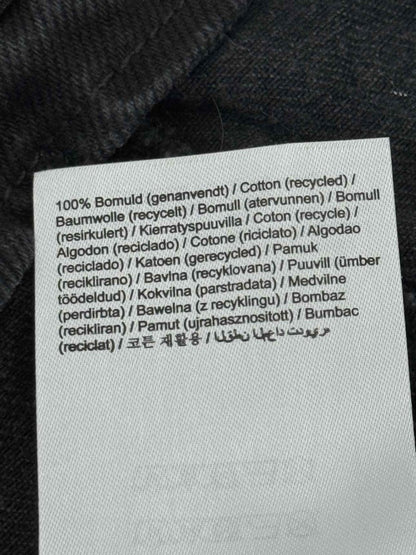 100% Bomuld (genanvendt) / Cotton (recycled) /
Baumwolle (recycelt) / Bomull (atervunnen) / Bomull
(resirkulert) / Kierratyspuuvilla / Coton (recycle) /
Algodon (reciclado) / Cotone (riciclato) / Algodao
(reciclado) / Katoen (gerecycled) / Pamuk
(reciklirano) / Bavlna (recyklovana) / Puuvill (ümber
töödeldud) / Kokvilna (parstradata) / Medvilne
(perdirbta) / Bawelna (z recyklingu) / Bombaz
(recikliran) / Pamut (ujrahasznositott) / Bumbac
(reciclat) / 코튼 재활용 /